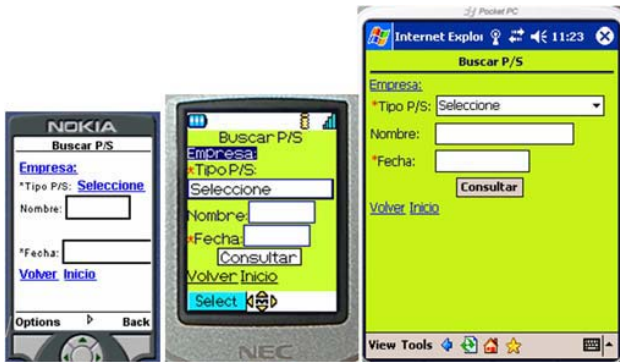 NOKIA
Buscar P/S
Empresa:
*Tipo P/S: Seleccione
Nombre:
*Fecha:
Volver Inicio
Options Back
Buscar P/S
Empresa:
*Tipo P/S:
Seleccione
Nombre:
*Fecha:
Consultar
Volver Inicio
Select
NEC
Pocket PC
Internet Explor 11:23
Buscar P/S
Empresa:
*Tipo P/S: Seleccione
Nombre:
*Fecha:
Consultar
Volver Inicio
View Tools